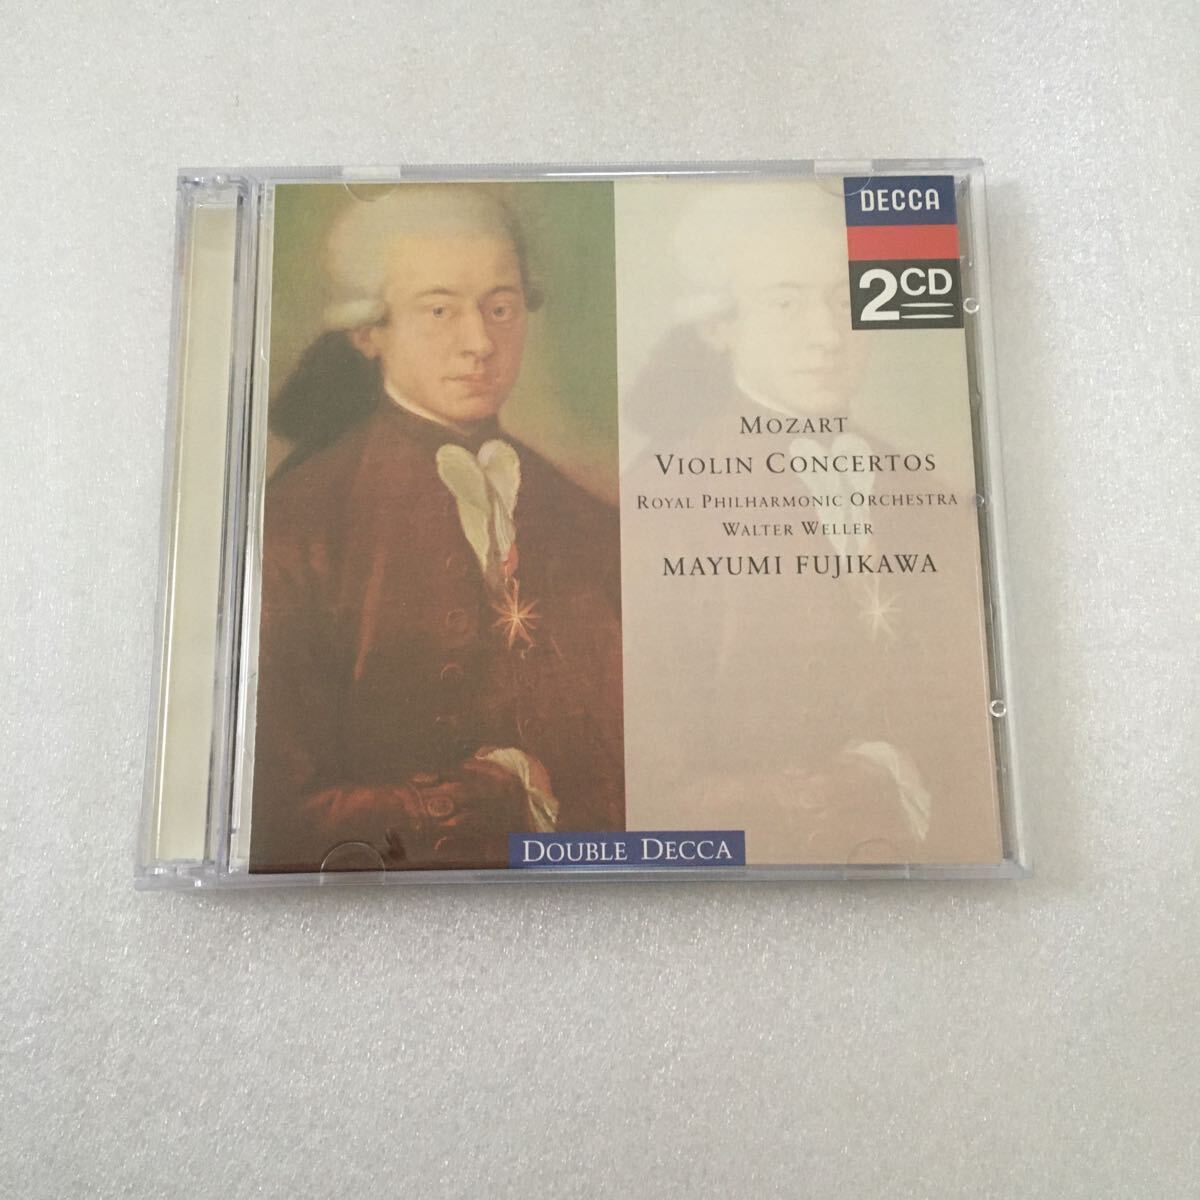 DECCA
2CD
MOZART
VIOLIN CONCERTOS
ROYAL PHILHARMONIC ORCHESTRA
WALTER WELLER
MAYUMI FUJIKAWA
DOUBLE DECCA